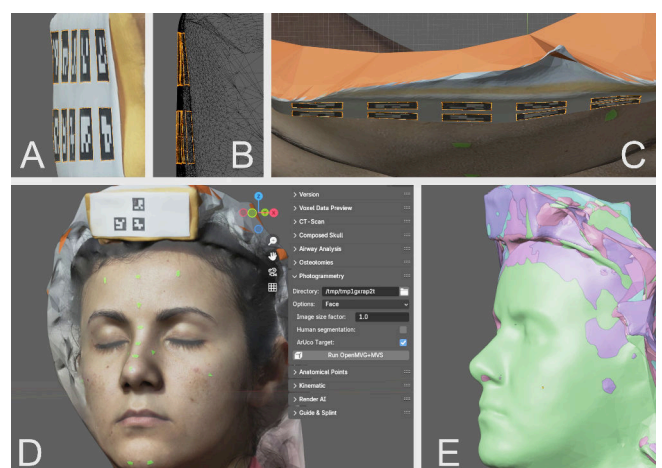 A
B
C
Z
X
Y
> Version
> Voxel Data Preview
> CT-Scan
> Composed Skull
> Airway Analysis
> Osteotomies
Photogrammetry
Directory: /tmp/tmp1gxrap2t
Options: Face
Image size factor: 1.0
Human segmentation:
ArUco Target:
Run OpenMVG+MVS
> Anatomical Points
> Kinematic
> Render AI
> Guide & Splint
D
E